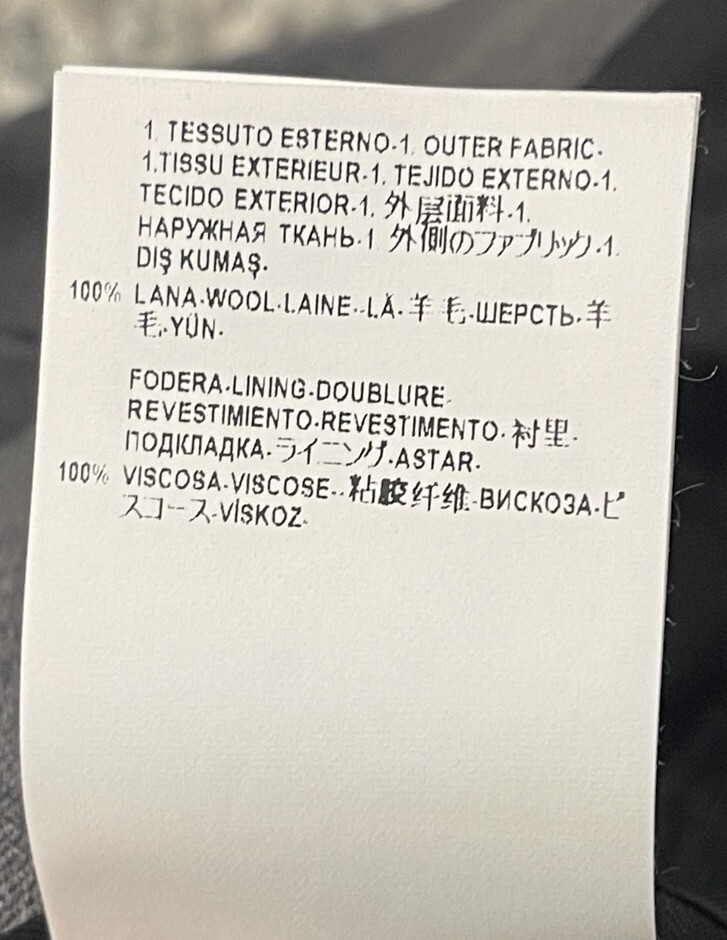 1. TESSUTO ESTERNO-1. OUTER FABRIC-
1.TISSU EXTERIEUR-1. TEJIDO EXTERNO-1.
TECIDO EXTERIOR-1. 外层面料-1.
НАРУЖНАЯ ТКАНЬ-1 外側のファブリック-1.
DIŞ KUMAŞ-
100% LANA-WOOL-LAINE--LÃ-羊毛-ШЕРСТЬ-羊
毛-YÜN-
FODERA-LINING-DOUBLURE-
REVESTIMIENTO-REVESTIMENTO-衬里-
ПОДКЛАДКА-ライニング-ASTAR-
100% VISCOSA-VISCOSE--粘胶纤维-ВИСКОЗА-ビ
スコース-VİSKOZ-